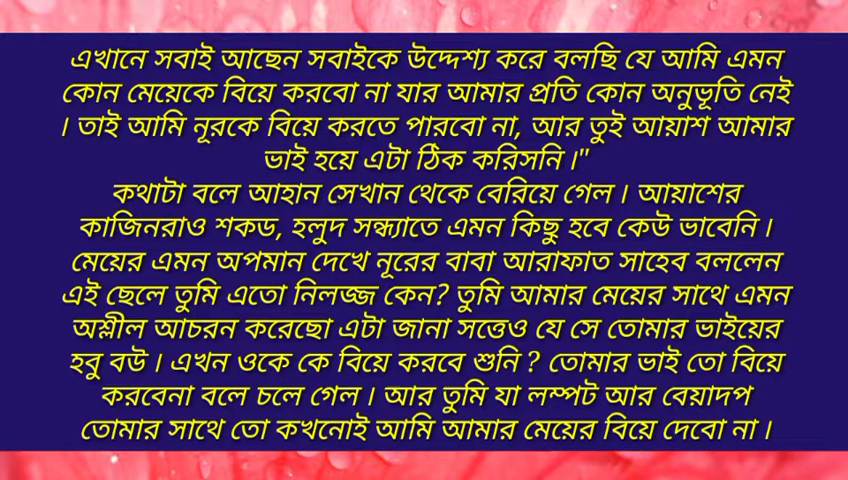 এখানে সবাই আছেন সবাইকে উদ্দেশ্য করে বলছি যে আমি এমন
কোন মেয়েকে বিয়ে করবো না যার আমার প্রতি কোন অনুভূতি নেই
। তাই আমি নূরকে বিয়ে করতে পারবো না, আর তুই আয়াশ আমার
ভাই হয়ে এটা ঠিক করিসনি।"
কথাটা বলে আহান সেখান থেকে বেরিয়ে গেল। আয়াশের
কাজিনরাও শকড, হলুদ সন্ধ্যাতে এমন কিছু হবে কেউ ভাবেনি।
মেয়ের এমন অপমান দেখে নূরের বাবা আরাফাত সাহেব বললেন
এই ছেলে তুমি এতো নিলজ্জ কেন? তুমি আমার মেয়ের সাথে এমন
অশ্লীল আচরন করেছো এটা জানা সত্তেও যে সে তোমার ভাইয়ের
হবু বউ। এখন ওকে কে বিয়ে করবে শুনি? তোমার ভাই তো বিয়ে
করবেনা বলে চলে গেল। আর তুমি যা লম্পট আর বেয়াদপ
তোমার সাথে তো কখনোই আমি আমার মেয়ের বিয়ে দেবো না।